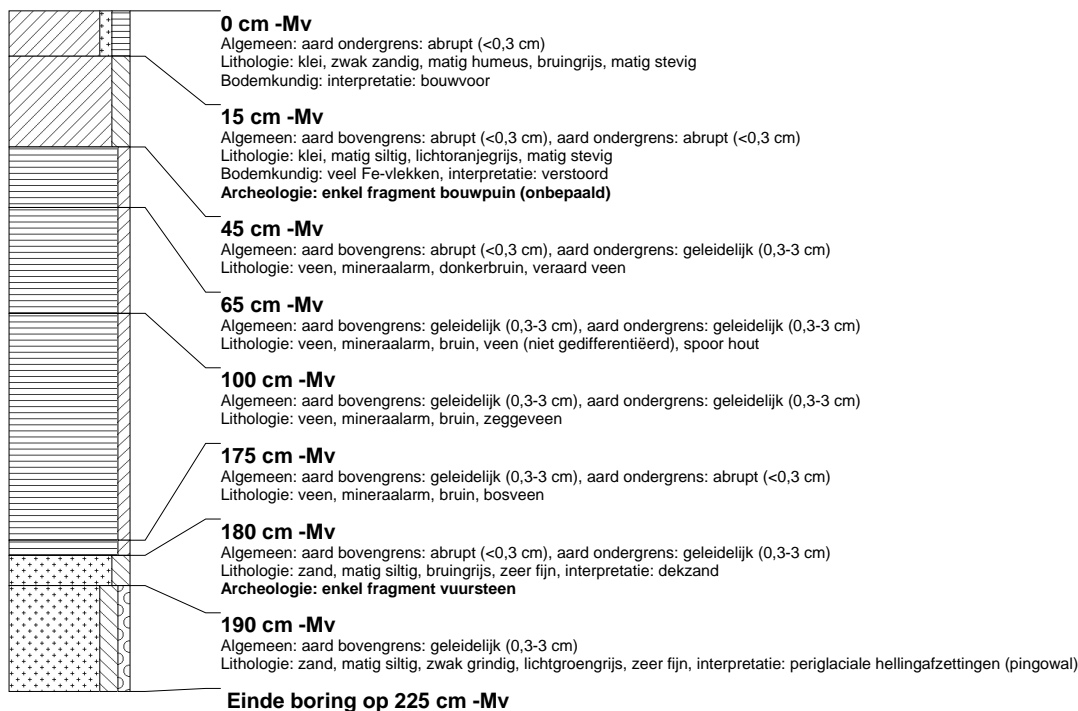 0 cm -Mv
Algemeen: aard ondergrens: abrupt (<0,3 cm)
Lithologie: klei, zwak zandig, matig humeus, bruingrijs, matig stevig
Bodemkundig: interpretatie: bouwvoor
15 cm -Mv
Algemeen: aard bovengrens: abrupt (<0,3 cm), aard ondergrens: abrupt (<0,3 cm)
Lithologie: klei, matig siltig, lichtoranjegrijs, matig stevig
Bodemkundig: veel Fe-vlekken, interpretatie: verstoord
Archeologie: enkel fragment bouwpuin (onbepaald)
45 cm -Mv
Algemeen: aard bovengrens: abrupt (<0,3 cm), aard ondergrens: geleidelijk (0,3-3 cm)
Lithologie: veen, mineraalarm, donkerbruin, veraard veen
65 cm -Mv
Algemeen: aard bovengrens: geleidelijk (0,3-3 cm), aard ondergrens: geleidelijk (0,3-3 cm)
Lithologie: veen, mineraalarm, bruin, veen (niet gedifferentiëerd), spoor hout
100 cm -Mv
Algemeen: aard bovengrens: geleidelijk (0,3-3 cm), aard ondergrens: geleidelijk (0,3-3 cm)
Lithologie: veen, mineraalarm, bruin, zeggeveen
175 cm -Mv
Algemeen: aard bovengrens: geleidelijk (0,3-3 cm), aard ondergrens: abrupt (<0,3 cm)
Lithologie: veen, mineraalarm, bruin, bosveen
180 cm -Mv
Algemeen: aard bovengrens: abrupt (<0,3 cm), aard ondergrens: geleidelijk (0,3-3 cm)
Lithologie: zand, matig siltig, bruingrijs, zeer fijn, interpretatie: dekzand
Archeologie: enkel fragment vuursteen
190 cm -Mv
Algemeen: aard bovengrens: geleidelijk (0,3-3 cm)
Lithologie: zand, matig siltig, zwak grindig, lichtgroengrijs, zeer fijn, interpretatie: periglaciale hellingafzettingen (pingowal)
Einde boring op 225 cm -Mv